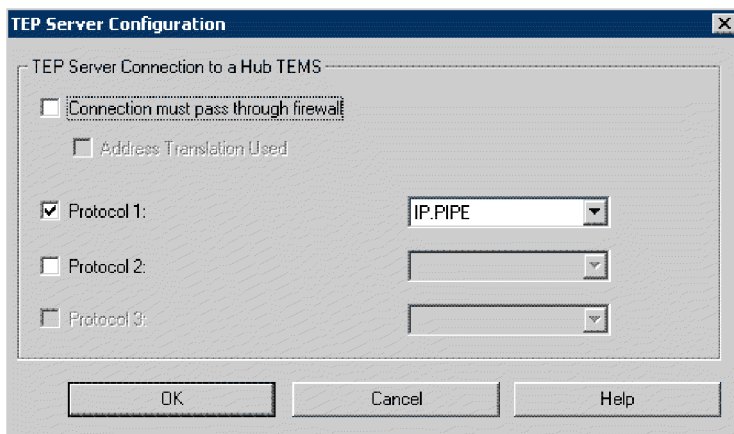 TEP Server Configuration
TEP Server Connection to a Hub TEMS
Connection must pass through firewall
Address Translation Used
Protocol 1: IP.PIPE
Protocol 2:
Protocol 3:
OK Cancel Help